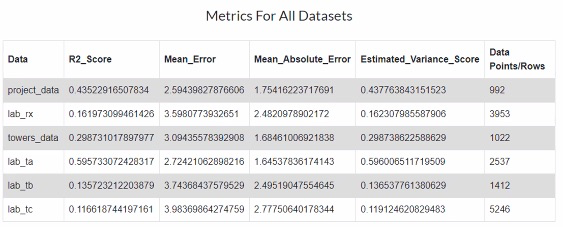 Metrics For All Datasets
Data R2_Score Mean_Error Mean_Absolute_Error Estimated_Variance_Score Data Points/Rows
project_data 0.43522916507834 2.59439827876606 1.75416223717691 0.437763843151523 992
lab_rx 0.161973099461426 3.5980773932651 2.4820978902172 0.162307985587906 3953
towers_data 0.298731017897977 3.09435578392908 1.68461006921838 0.298738622588629 1022
lab_ta 0.595733072428317 2.72421062898216 1.64537836174143 0.596006511719509 2537
lab_tb 0.135723212203879 3.74368437579529 2.49519047554645 0.136537761380629 1412
lab_tc 0.116618744197161 3.98369864274759 2.77750640178344 0.119124620829483 5246